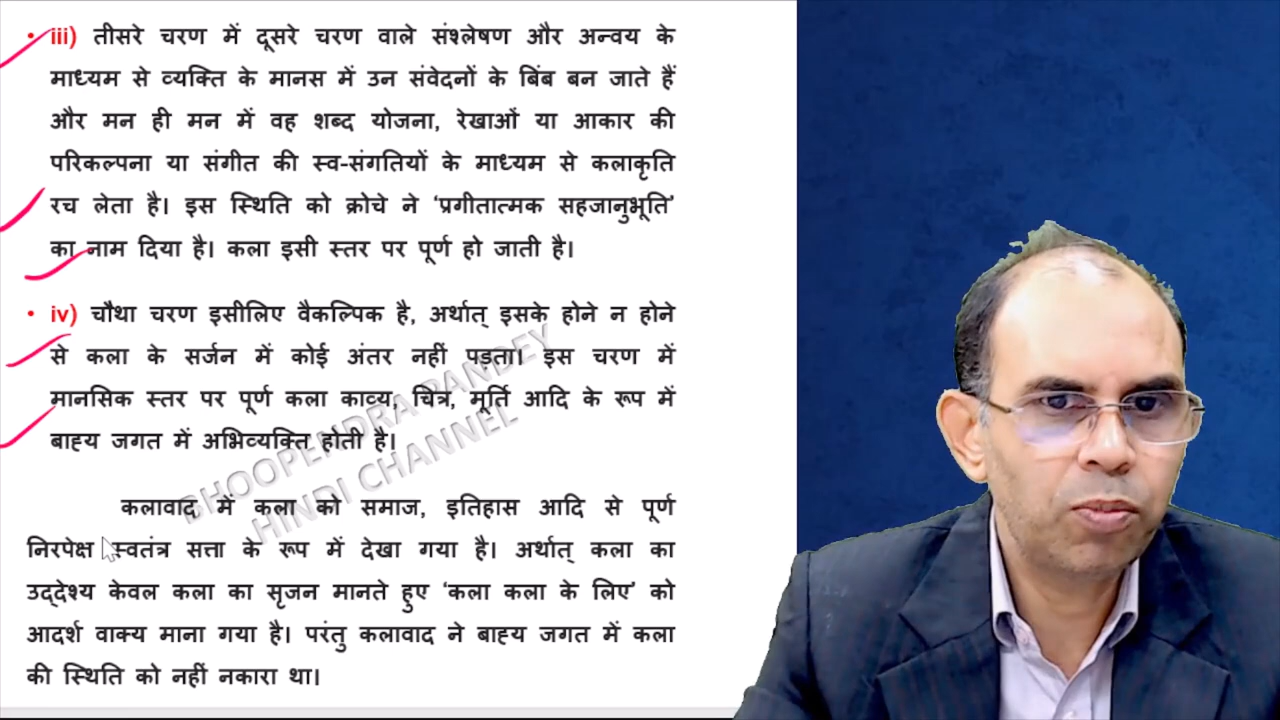 • iii) तीसरे चरण में दूसरे चरण वाले संश्लेषण और अन्वय के
माध्यम से व्यक्ति के मानस में उन संवेदनों के बिंब बन जाते हैं
और मन ही मन में वह शब्द योजना, रेखाओं या आकार की
परिकल्पना या संगीत की स्व-संगतियों के माध्यम से कलाकृति
रच लेता है। इस स्थिति को क्रोचे ने ‘प्रगीतात्मक सहजानुभूति’
का नाम दिया है। कला इसी स्तर पर पूर्ण हो जाती है।
• iv) चौथा चरण इसीलिए वैकल्पिक है, अर्थात् इसके होने न होने
से कला के सर्जन में कोई अंतर नहीं पड़ता। इस चरण में
मानसिक स्तर पर पूर्ण कला काव्य, चित्र, मूर्ति आदि के रूप में
बाह्य जगत में अभिव्यक्ति होती है।
BHOOPENDRA PANDEY
HINDI CHANNEL
कलावाद में कला को समाज, इतिहास आदि से पूर्ण
निरपेक्ष स्वतंत्र सत्ता के रूप में देखा गया है। अर्थात् कला का
उद्देश्य केवल कला का सृजन मानते हुए ‘कला कला के लिए’ को
आदर्श वाक्य माना गया है। परंतु कलावाद ने बाह्य जगत में कला
की स्थिति को नहीं नकारा था।